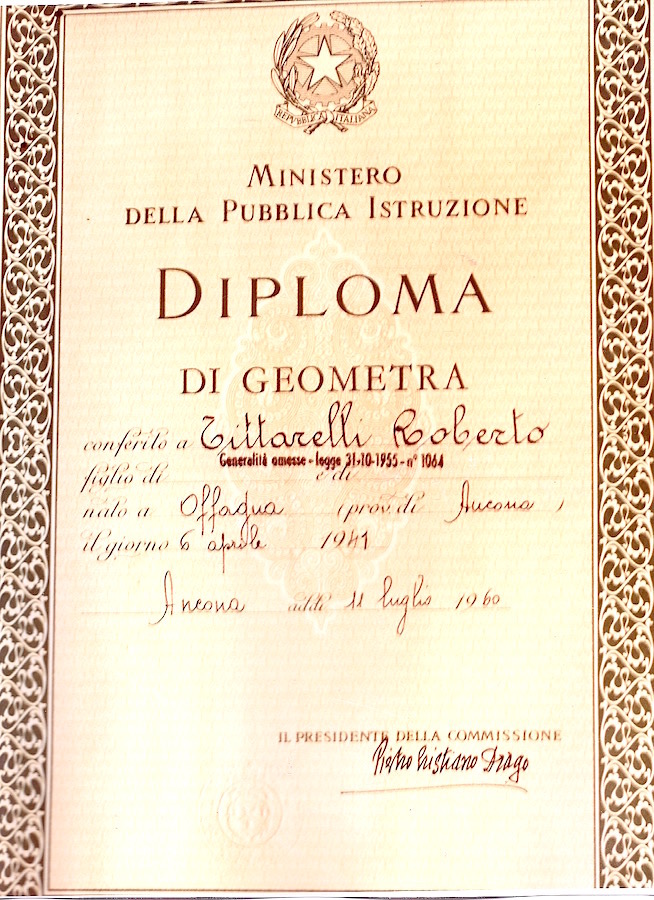 REPVBBLICA ITALIANA
MINISTERO
DELLA PUBBLICA ISTRUZIONE
DIPLOMA
DI GEOMETRA
conferito a Tittarelli Roberto
Generalità omesse - legge 31-10-1955 - n° 1064
figlio di e di
nato a Offagna (prov. di Ancona )
il giorno 6 aprile 1941
Ancona addì 11 luglio 1960
IL PRESIDENTE DELLA COMMISSIONE
Pietro Cristiano Drago